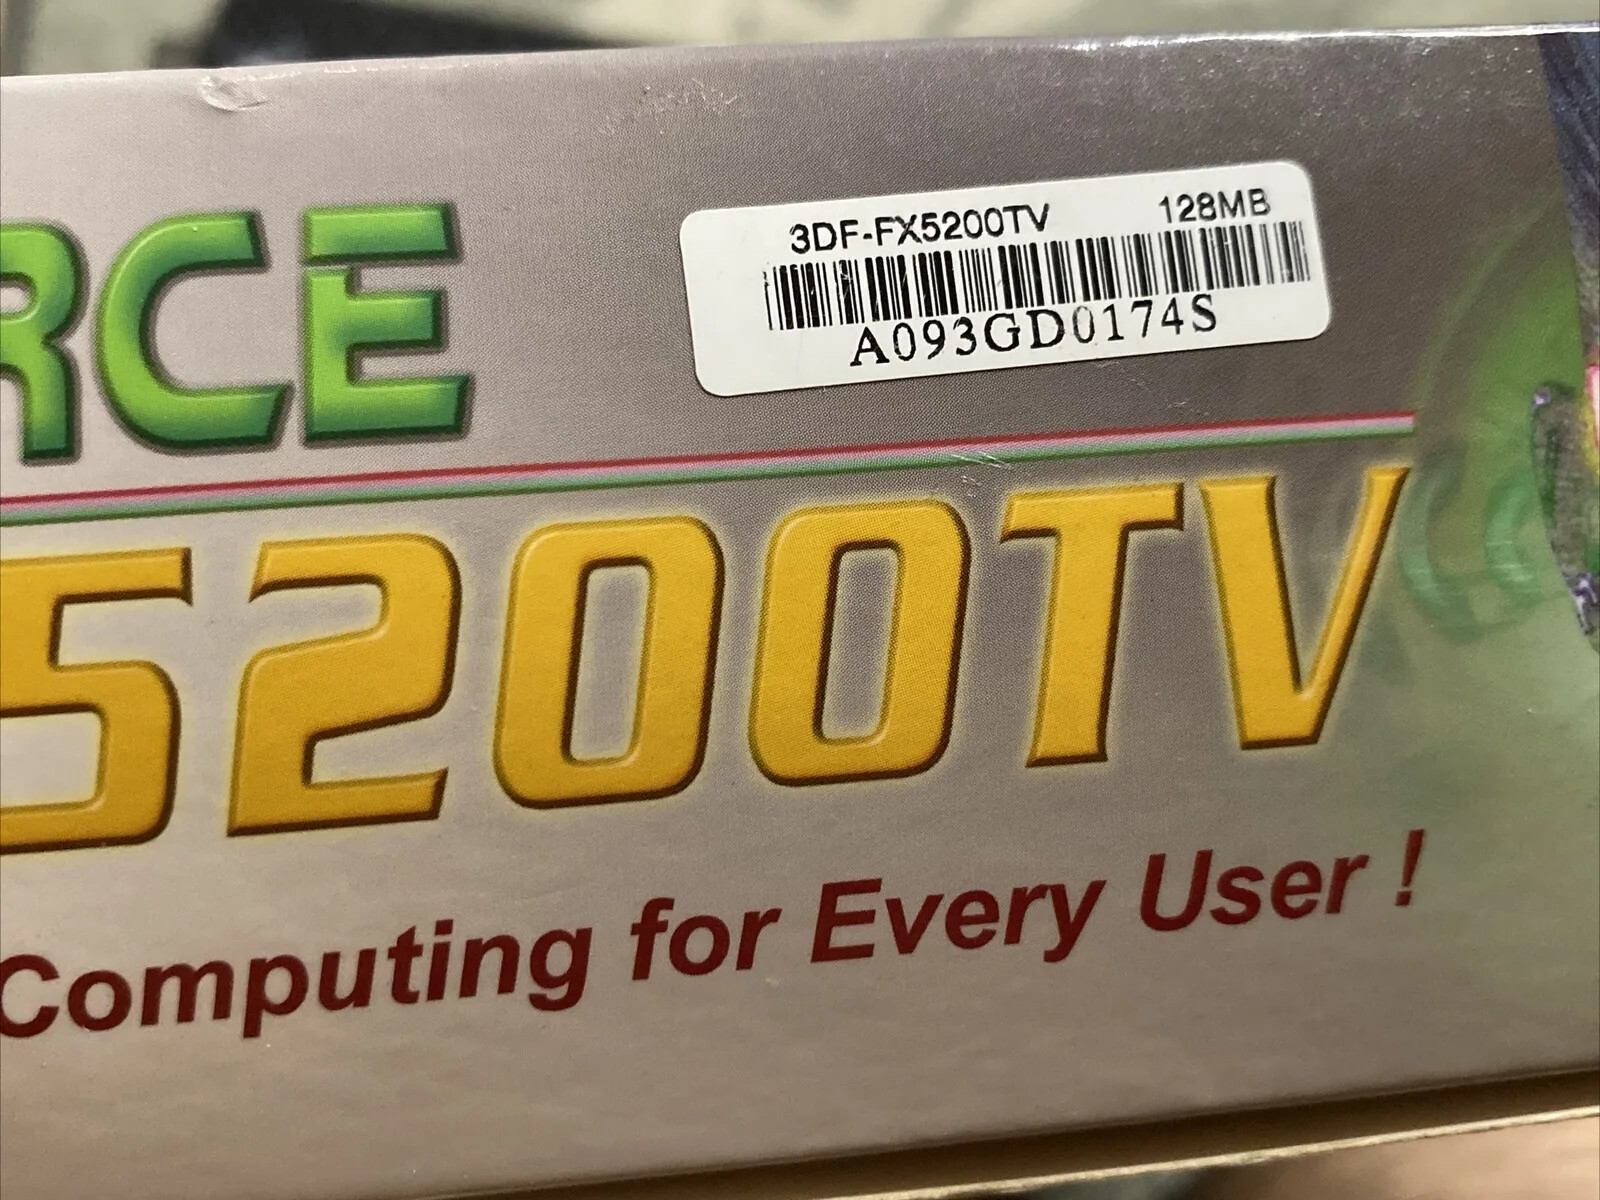 RCE
3DF-FX5200TV 128MB
A093GD0174S
5200TV
Computing for Every User !